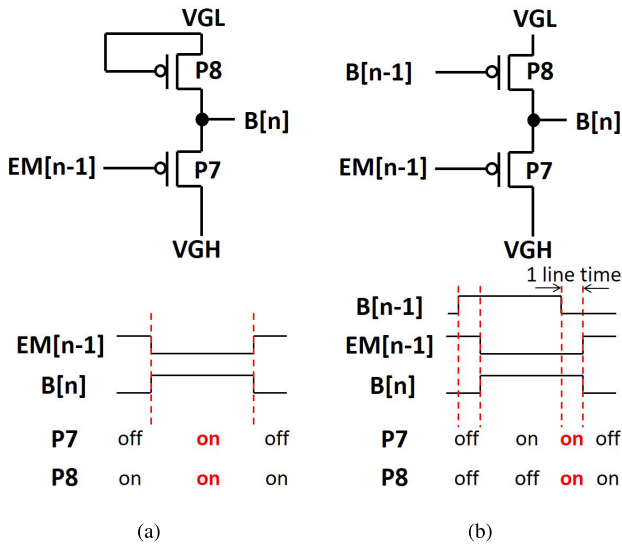 VGL VGL
P8 B[n-1] P8
B[n] B[n]
EM[n-1] P7 EM[n-1] P7
VGH VGH
1 line time
B[n-1]
EM[n-1] EM[n-1]
B[n] B[n]
P7 off on off P7 off on on off
P8 on on on P8 off off on on
(a) (b)